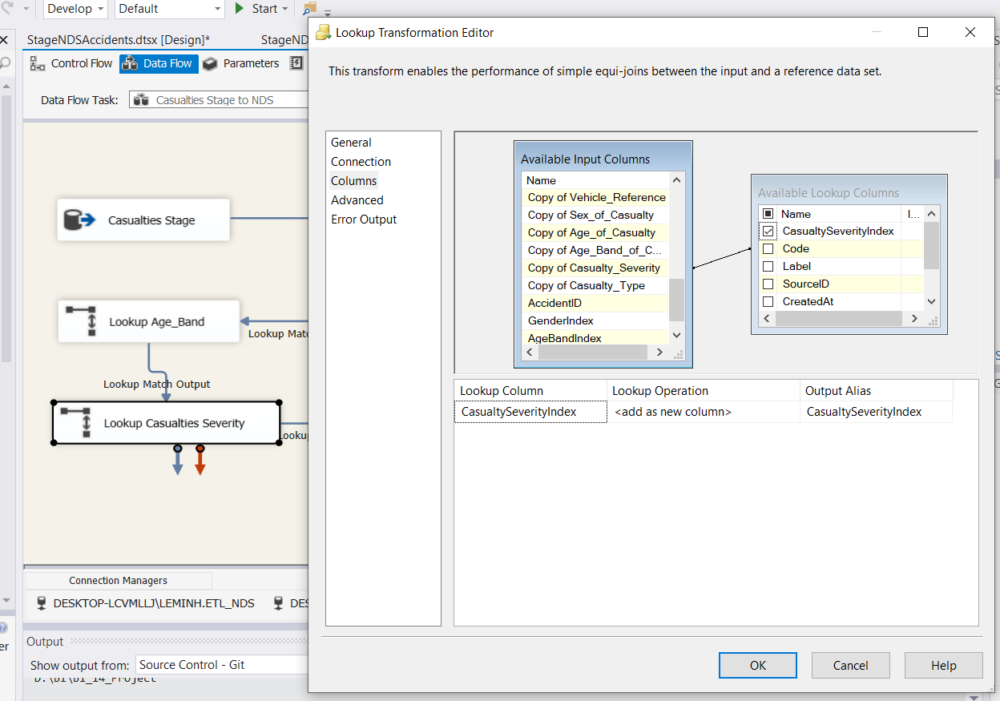 Develop
Default
Start
StageNDSAccidents.dtsx [Design]*
StageND
Control Flow
Data Flow
Parameters
Data Flow Task:
Casualties Stage to NDS
Casualties Stage
Lookup Age_Band
Lookup Matc
Lookup Match Output
Lookup Casualties Severity
Lookup
Connection Managers
DESKTOP-LCVMLLJ\LEMINH.ETL_NDS
DES
Output
er
Show output from:
Source Control - Git
D:\BI\BI_14_Project
Lookup Transformation Editor
This transform enables the performance of simple equi-joins between the input and a reference data set.
General
Connection
Columns
Advanced
Error Output
Available Input Columns
Name
Copy of Vehicle_Reference
Copy of Sex_of_Casualty
Copy of Age_of_Casualty
Copy of Age_Band_of_C...
Copy of Casualty_Severity
Copy of Casualty_Type
AccidentID
GenderIndex
AgeBandIndex
Available Lookup Columns
Name I...
CasualtySeverityIndex
Code
Label
SourceID
CreatedAt
Lookup Column Lookup Operation Output Alias
CasualtySeverityIndex <add as new column> CasualtySeverityIndex
OK
Cancel
Help